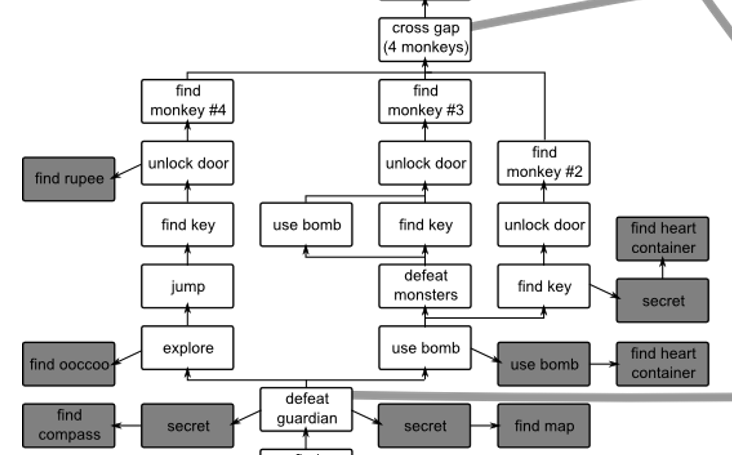 cross gap
(4 monkeys)
find
monkey #4
find
monkey #3
find rupee
unlock door
unlock door
find
monkey #2
find key
use bomb
find key
unlock door
find heart
container
jump
defeat
monsters
find key
secret
find ooccoo
explore
use bomb
use bomb
find heart
container
find
compass
secret
defeat
guardian
secret
find map